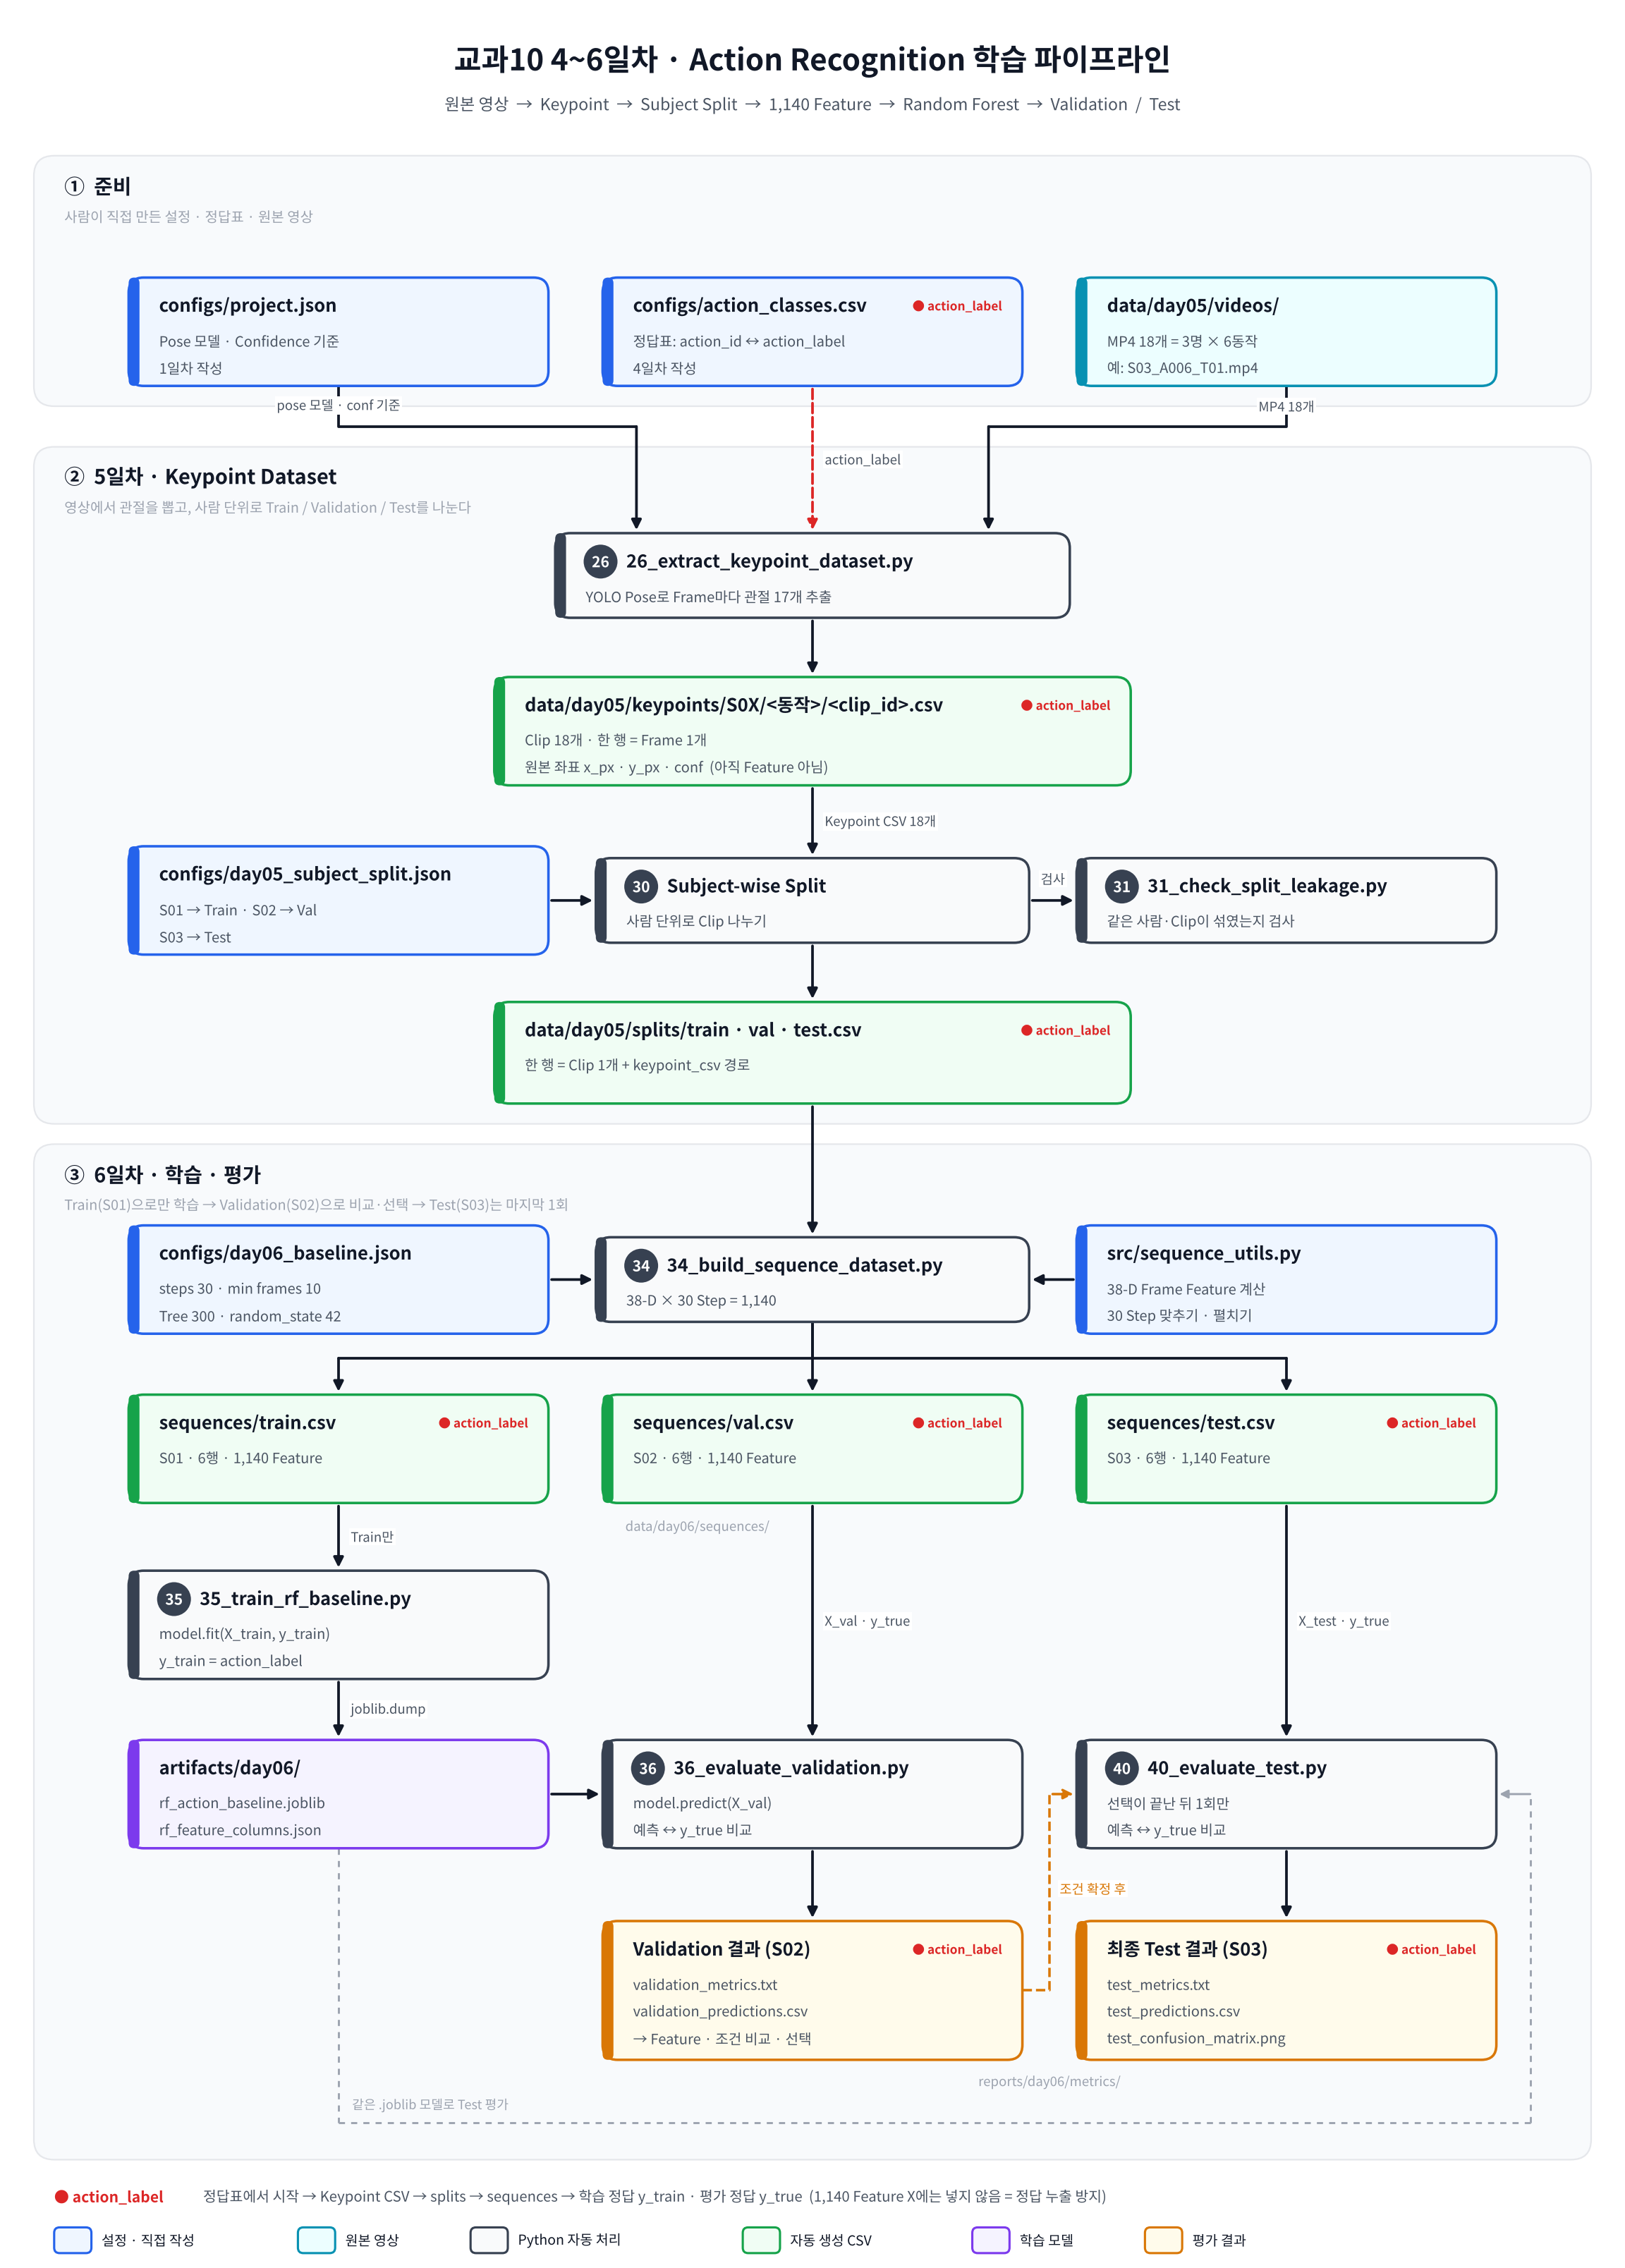 교과10 4~6일차 · Action Recognition 학습 파이프라인
원본 영상 → Keypoint → Subject Split → 1,140 Feature → Random Forest → Validation / Test
① 준비
사람이 직접 만든 설정 · 정답표 · 원본 영상
configs/project.json
Pose 모델 · Confidence 기준
1일차 작성
configs/action_classes.csv
action_label
정답표: action_id ↔ action_label
4일차 작성
data/day05/videos/
MP4 18개 = 3명 × 6동작
예: S03_A006_T01.mp4
pose 모델 · conf 기준
MP4 18개
action_label
② 5일차 · Keypoint Dataset
영상에서 관절을 뽑고, 사람 단위로 Train / Validation / Test를 나눈다
26
26_extract_keypoint_dataset.py
YOLO Pose로 Frame마다 관절 17개 추출
data/day05/keypoints/S0X/<동작>/<clip_id>.csv
action_label
Clip 18개 · 한 행 = Frame 1개
원본 좌표 x_px · y_px · conf (아직 Feature 아님)
Keypoint CSV 18개
configs/day05_subject_split.json
S01 → Train · S02 → Val
S03 → Test
30
Subject-wise Split
사람 단위로 Clip 나누기
검사
31
31_check_split_leakage.py
같은 사람·Clip이 섞였는지 검사
data/day05/splits/train · val · test.csv
action_label
한 행 = Clip 1개 + keypoint_csv 경로
③ 6일차 · 학습 · 평가
Train(S01)으로만 학습 → Validation(S02)으로 비교·선택 → Test(S03)는 마지막 1회
configs/day06_baseline.json
steps 30 · min frames 10
Tree 300 · random_state 42
34
34_build_sequence_dataset.py
38-D × 30 Step = 1,140
src/sequence_utils.py
38-D Frame Feature 계산
30 Step 맞추기 · 펼치기
sequences/train.csv
action_label
S01 · 6행 · 1,140 Feature
sequences/val.csv
action_label
S02 · 6행 · 1,140 Feature
sequences/test.csv
action_label
S03 · 6행 · 1,140 Feature
data/day06/sequences/
Train만
35
35_train_rf_baseline.py
model.fit(X_train, y_train)
y_train = action_label
X_val · y_true
X_test · y_true
joblib.dump
artifacts/day06/
rf_action_baseline.joblib
rf_feature_columns.json
36
36_evaluate_validation.py
model.predict(X_val)
예측 ↔ y_true 비교
40
40_evaluate_test.py
선택이 끝난 뒤 1회만
예측 ↔ y_true 비교
조건 확정 후
Validation 결과 (S02)
action_label
validation_metrics.txt
validation_predictions.csv
→ Feature · 조건 비교 · 선택
최종 Test 결과 (S03)
action_label
test_metrics.txt
test_predictions.csv
test_confusion_matrix.png
reports/day06/metrics/
같은 .joblib 모델로 Test 평가
action_label
정답표에서 시작 → Keypoint CSV → splits → sequences → 학습 정답 y_train · 평가 정답 y_true (1,140 Feature X에는 넣지 않음 = 정답 누출 방지)
설정 · 직접 작성
원본 영상
Python 자동 처리
자동 생성 CSV
학습 모델
평가 결과